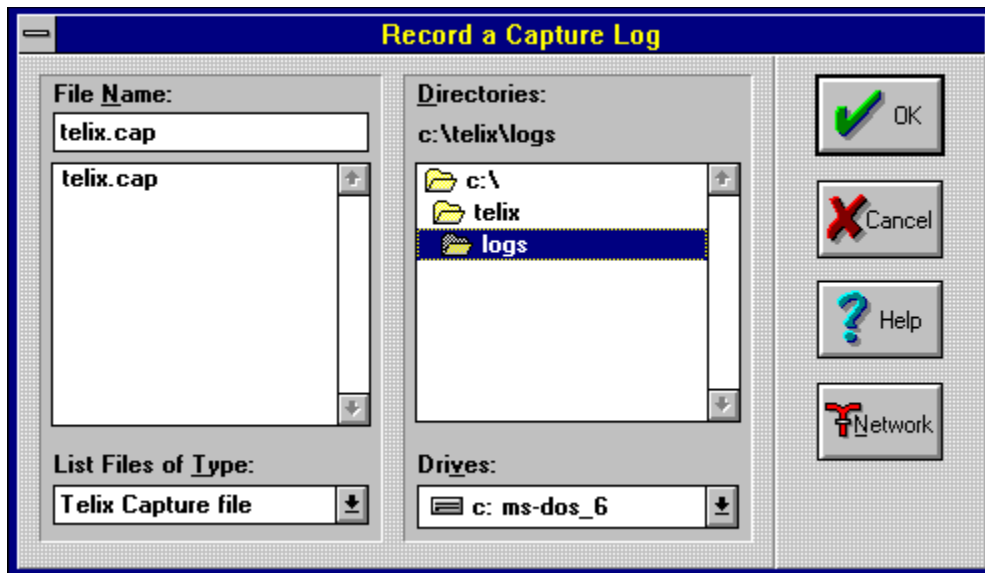 Record a Capture Log
File Name:
telix.cap
telix.cap
List Files of Type:
Telix Capture file
Directories:
c:\telix\logs
c:\
telix
logs
Drives:
c: ms-dos_6
OK
Cancel
Help
Network